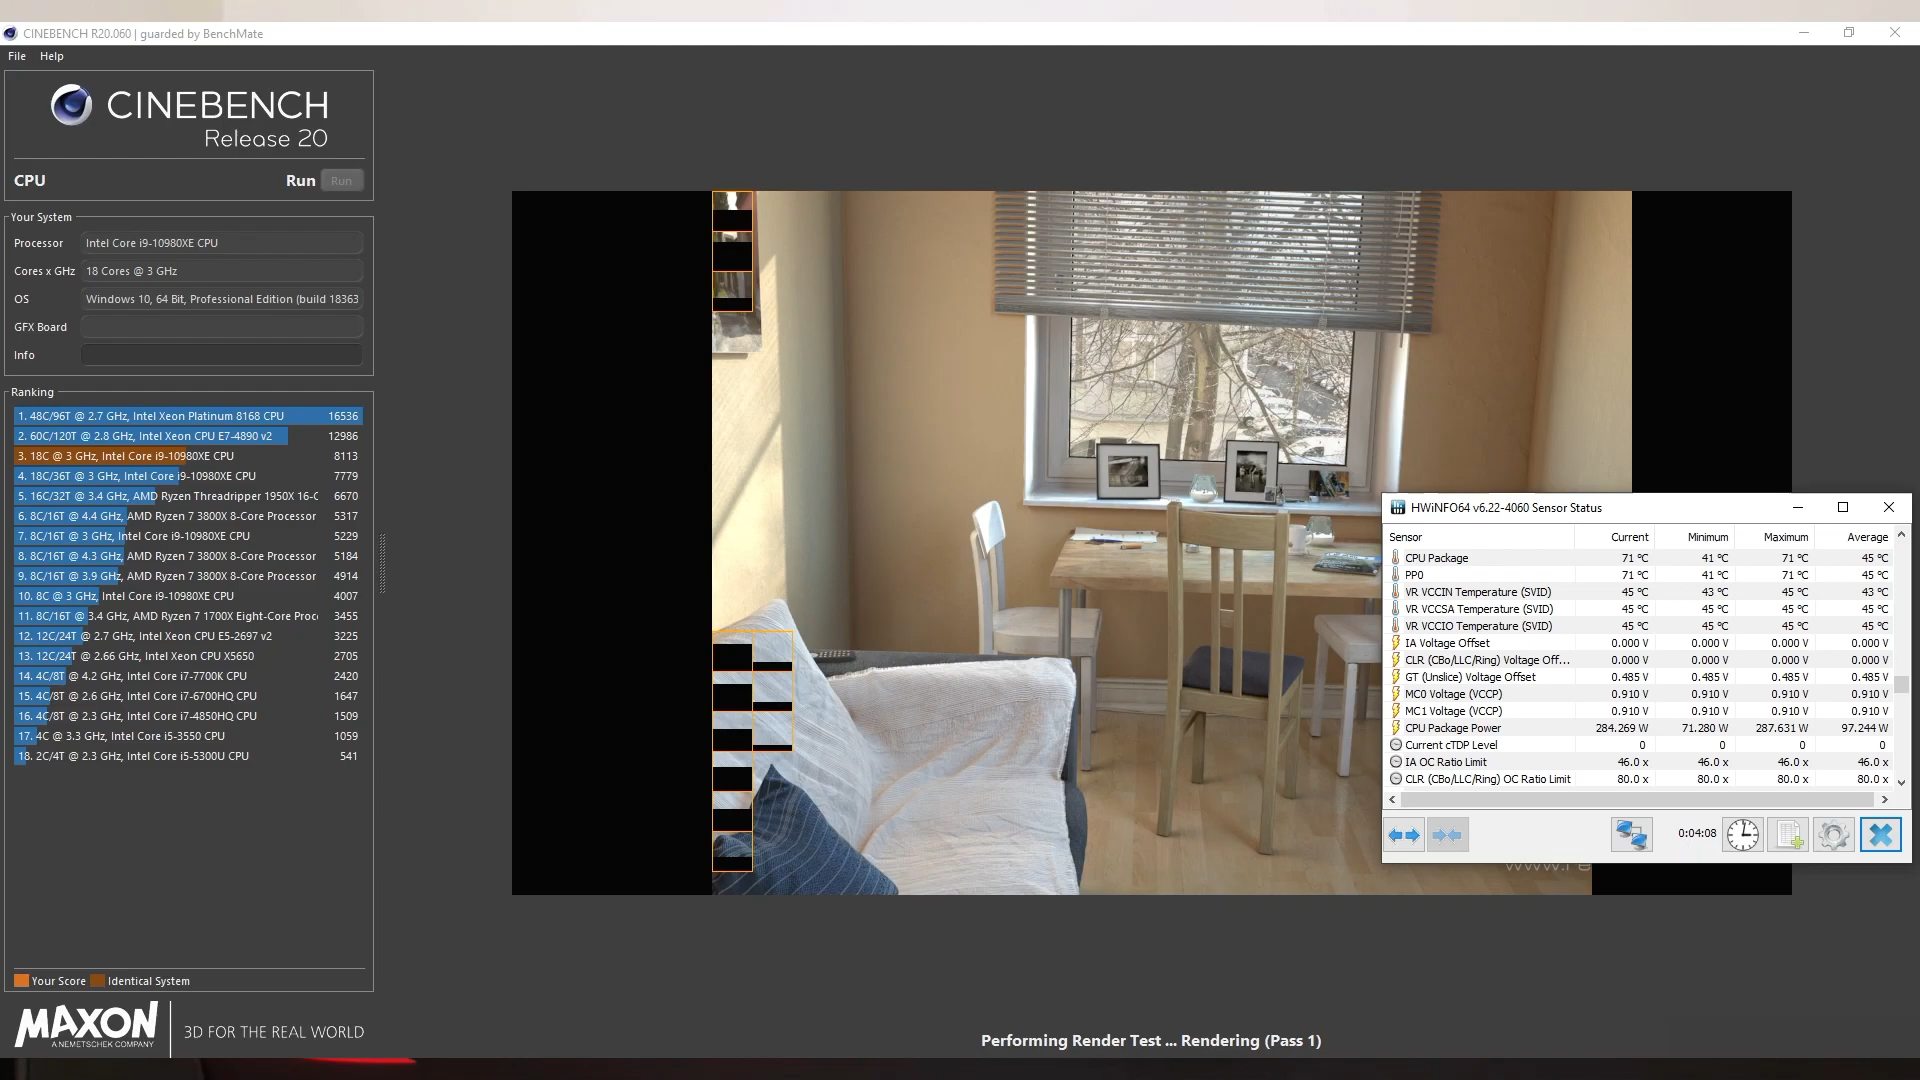 CINEBENCH R20.060 | guarded by BenchMate
File Help
CINEBENCH
Release 20
CPU Run Run
Your System
Processor Intel Core i9-10980XE CPU
Cores x GHz 18 Cores @ 3 GHz
OS Windows 10, 64 Bit, Professional Edition (build 18363
GFX Board
Info
Ranking
1. 48C/96T @ 2.7 GHz, Intel Xeon Platinum 8168 CPU 16536
2. 60C/120T @ 2.8 GHz, Intel Xeon CPU E7-4890 v2 12986
3. 18C @ 3 GHz, Intel Core i9-10980XE CPU 8113
4. 18C/36T @ 3 GHz, Intel Core i9-10980XE CPU 7779
5. 16C/32T @ 3.4 GHz, AMD Ryzen Threadripper 1950X 16-C 6670
6. 8C/16T @ 4.4 GHz, AMD Ryzen 7 3800X 8-Core Processor 5317
7. 8C/16T @ 3 GHz, Intel Core i9-10980XE CPU 5229
8. 8C/16T @ 4.3 GHz, AMD Ryzen 7 3800X 8-Core Processor 5184
9. 8C/16T @ 3.9 GHz, AMD Ryzen 7 3800X 8-Core Processor 4914
10. 8C @ 3 GHz, Intel Core i9-10980XE CPU 4007
11. 8C/16T @ 3.4 GHz, AMD Ryzen 7 1700X Eight-Core Proc 3455
12. 12C/24T @ 2.7 GHz, Intel Xeon CPU E5-2697 v2 3225
13. 12C/24T @ 2.66 GHz, Intel Xeon CPU X5650 2705
14. 4C/8T @ 4.2 GHz, Intel Core i7-7700K CPU 2420
15. 4C/8T @ 2.6 GHz, Intel Core i7-6700HQ CPU 1647
16. 4C/8T @ 2.3 GHz, Intel Core i7-4850HQ CPU 1509
17. 4C @ 3.3 GHz, Intel Core i5-3550 CPU 1059
18. 2C/4T @ 2.3 GHz, Intel Core i5-5300U CPU 541
Your Score Identical System
MAXON
A NEMETSCHEK COMPANY
3D FOR THE REAL WORLD
Performing Render Test ... Rendering (Pass 1)
HWiNFO64 v6.22-4060 Sensor Status
Sensor Current Minimum Maximum Average
CPU Package 71 °C 41 °C 71 °C 45 °C
PP0 71 °C 41 °C 71 °C 45 °C
VR VCCIN Temperature (SVID) 45 °C 43 °C 45 °C 43 °C
VR VCCSA Temperature (SVID) 45 °C 45 °C 45 °C 45 °C
VR VCCIO Temperature (SVID) 45 °C 45 °C 45 °C 45 °C
IA Voltage Offset 0.000 V 0.000 V 0.000 V 0.000 V
CLR (CBo/LLC/Ring) Voltage Off... 0.000 V 0.000 V 0.000 V 0.000 V
GT (Unslice) Voltage Offset 0.485 V 0.485 V 0.485 V 0.485 V
MC0 Voltage (VCCP) 0.910 V 0.910 V 0.910 V 0.910 V
MC1 Voltage (VCCP) 0.910 V 0.910 V 0.910 V 0.910 V
CPU Package Power 284.269 W 71.280 W 287.631 W 97.244 W
Current cTDP Level 0 0 0 0
IA OC Ratio Limit 46.0 x 46.0 x 46.0 x 46.0 x
CLR (CBo/LLC/Ring) OC Ratio Limit 80.0 x 80.0 x 80.0 x 80.0 x
0:04:08